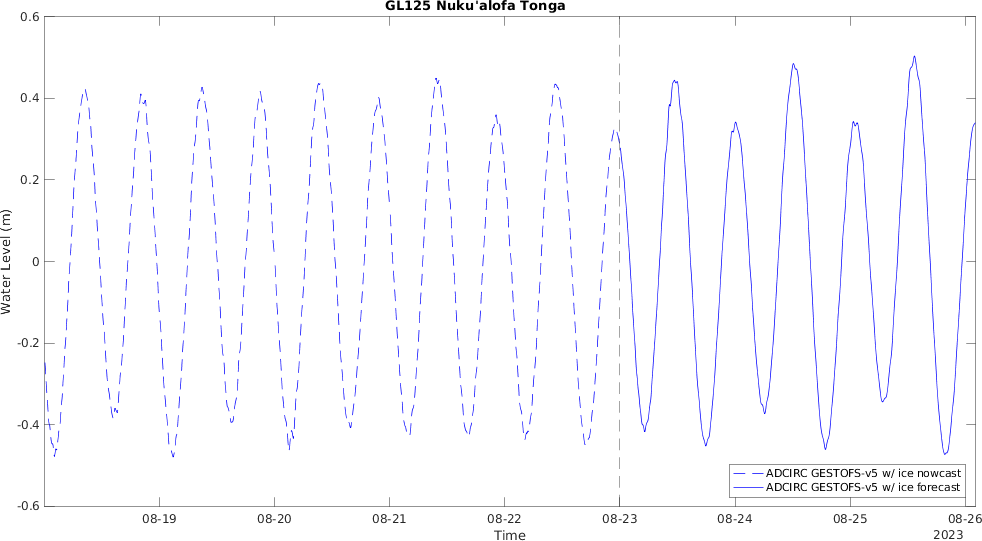 GL125 Nuku'alofa Tonga
0.6
0.4
0.2
0
-0.2
-0.4
-0.6
Water Level (m)
ADCIRC GESTOFS-v5 w/ ice nowcast
ADCIRC GESTOFS-v5 w/ ice forecast
08-19 08-20 08-21 08-22 08-23 08-24 08-25 08-26
Time
2023